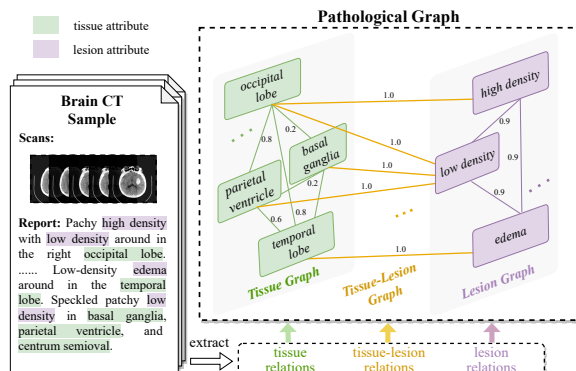 tissue attribute
lesion attribute
Brain CT
Sample
Scans:
Report: Pachy high density
with low density around in
the right occipital lobe.
...... Low-density edema
around in the temporal
lobe. Speckled patchy low
density in basal ganglia,
parietal ventricle, and
centrum semioval.
extract
Pathological Graph
occipital
lobe
high density
1.0
0.8
0.2
basal
ganglia
1.0
0.9
0.9
low density
parietal
ventricle
0.2
1.0
1.0
0.6
0.8
0.9
temporal
lobe
1.0
edema
Tissue Graph
Tissue-Lesion
Graph
Lesion Graph
tissue
relations
tissue-lesion
relations
lesion
relations